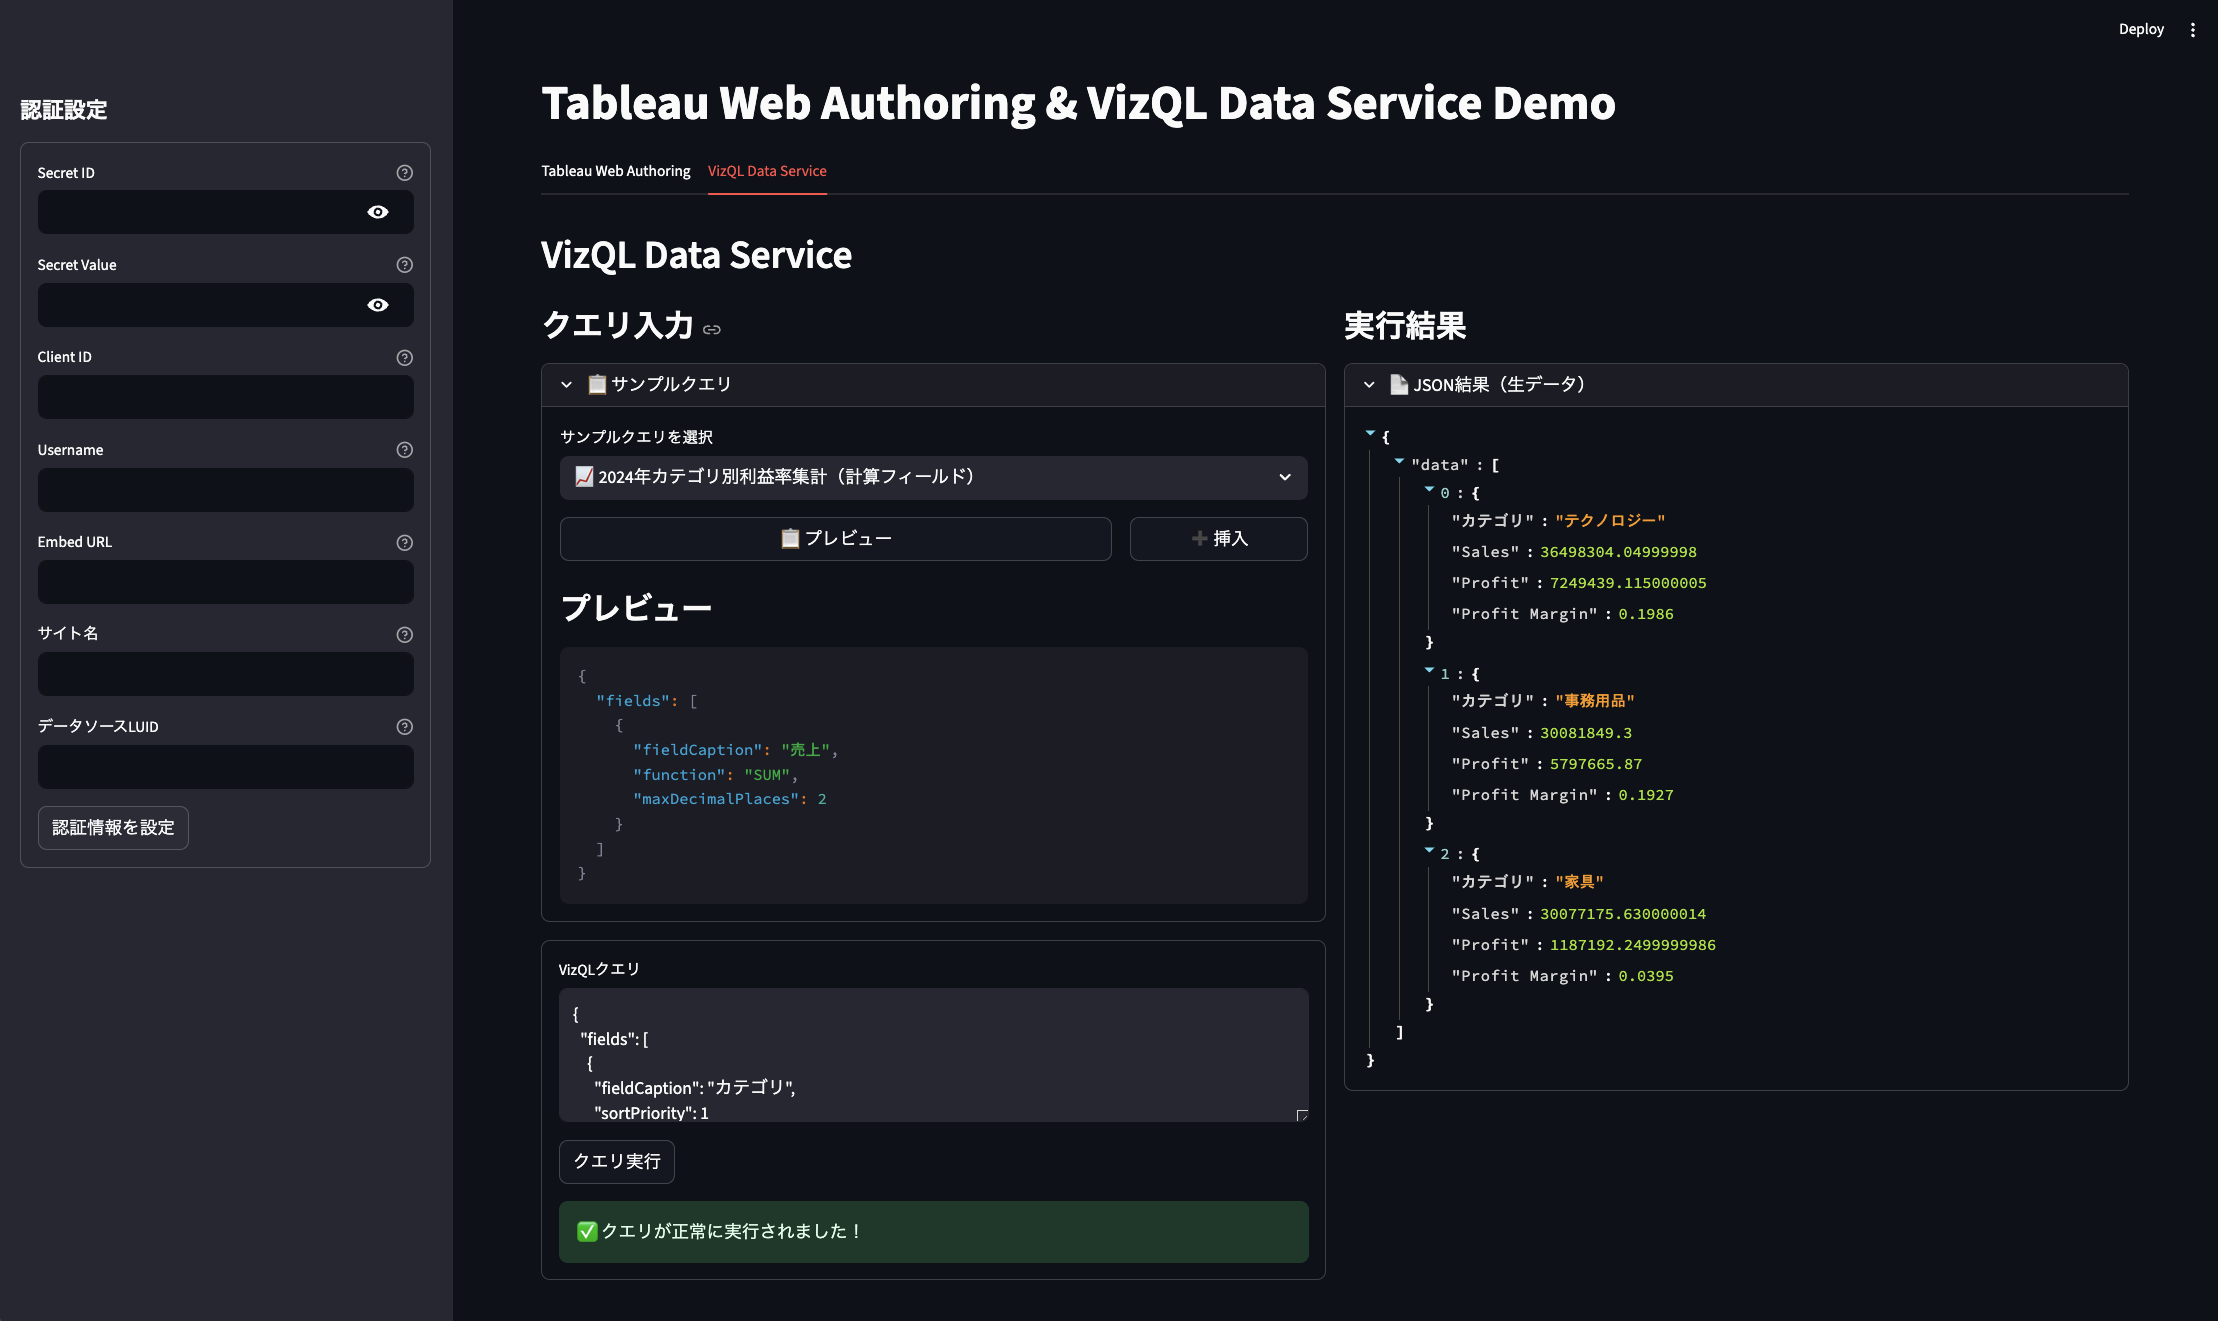 Deploy
認証設定
Secret ID
Secret Value
Client ID
Username
Embed URL
サイト名
データソースLUID
認証情報を設定
Tableau Web Authoring & VizQL Data Service Demo
Tableau Web Authoring
VizQL Data Service
VizQL Data Service
クエリ入力
📋 サンプルクエリ
サンプルクエリを選択
📈 2024年カテゴリ別利益率集計（計算フィールド）
📋 プレビュー
➕ 挿入
プレビュー
{
"fields": [
{
"fieldCaption": "売上",
"function": "SUM",
"maxDecimalPlaces": 2
}
]
}
VizQLクエリ
{
"fields": [
{
"fieldCaption": "カテゴリ",
"sortPriority": 1
クエリ実行
✅ クエリが正常に実行されました！
実行結果
📄 JSON結果（生データ）
{
"data" : [
0 : {
"カテゴリ" : "テクノロジー"
"Sales" : 36498304.04999998
"Profit" : 7249439.115000005
"Profit Margin" : 0.1986
}
1 : {
"カテゴリ" : "事務用品"
"Sales" : 30081849.3
"Profit" : 5797665.87
"Profit Margin" : 0.1927
}
2 : {
"カテゴリ" : "家具"
"Sales" : 30077175.630000014
"Profit" : 1187192.2499999986
"Profit Margin" : 0.0395
}
]
}